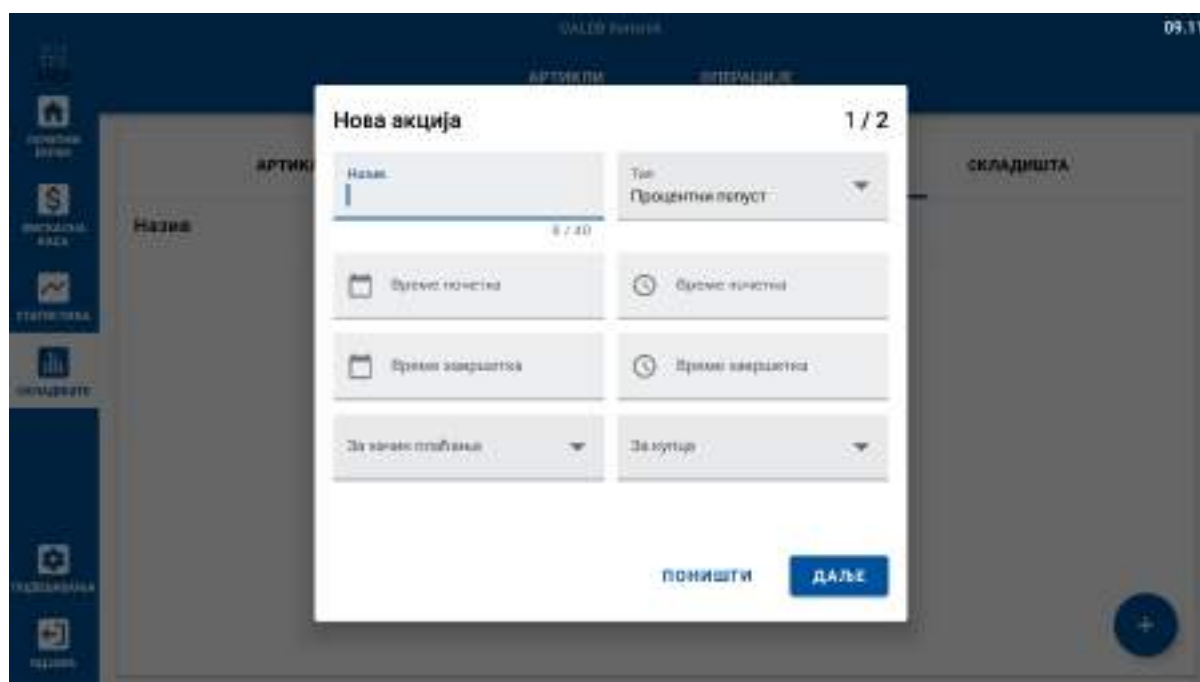 09.11
АРТИКЛИ ОПЕРАЦИЈЕ
Нова акција 1 / 2
АРТИК
СКЛАДИШТА
Назив
Тип
Процентни попуст
0 / 40
Назив
Време почетка Време почетка
СТАТИСТИКА
Време завршетка Време завршетка
За начин плаћања За купца
ПОНИШТИ ДАЉЕ
+